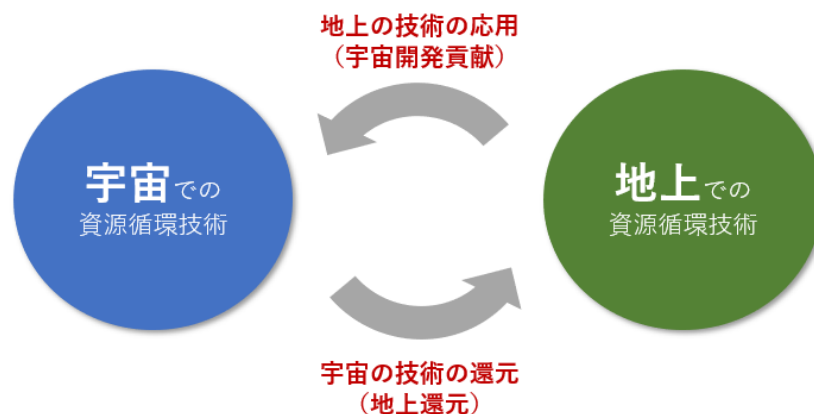 地上の技術の応用
（宇宙開発貢献）
宇宙での
資源循環技術
地上での
資源循環技術
宇宙の技術の還元
（地上還元）